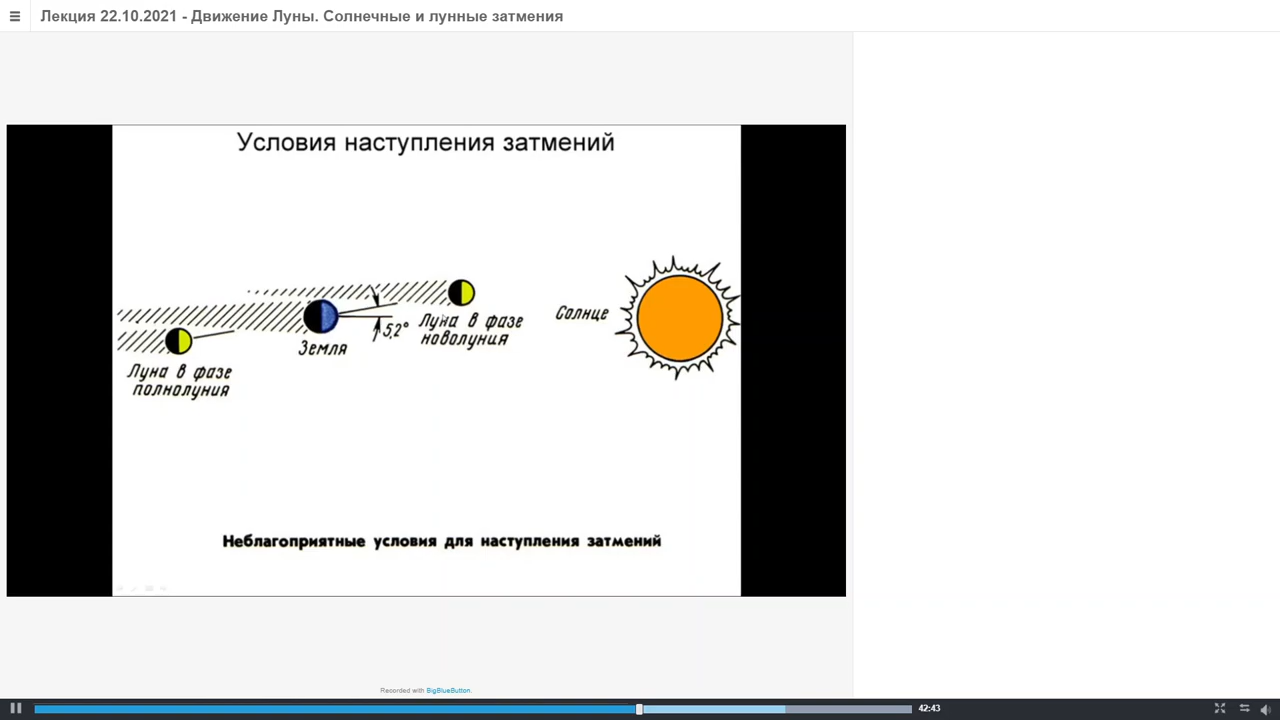 Лекция 22.10.2021 - Движение Луны. Солнечные и лунные затмения
Условия наступления затмений
Солнце
Луна в фазе
новолуния
5,2°
Земля
Луна в фазе
полнолуния
Неблагоприятные условия для наступления затмений
Recorded with BigBlueButton.
42:43